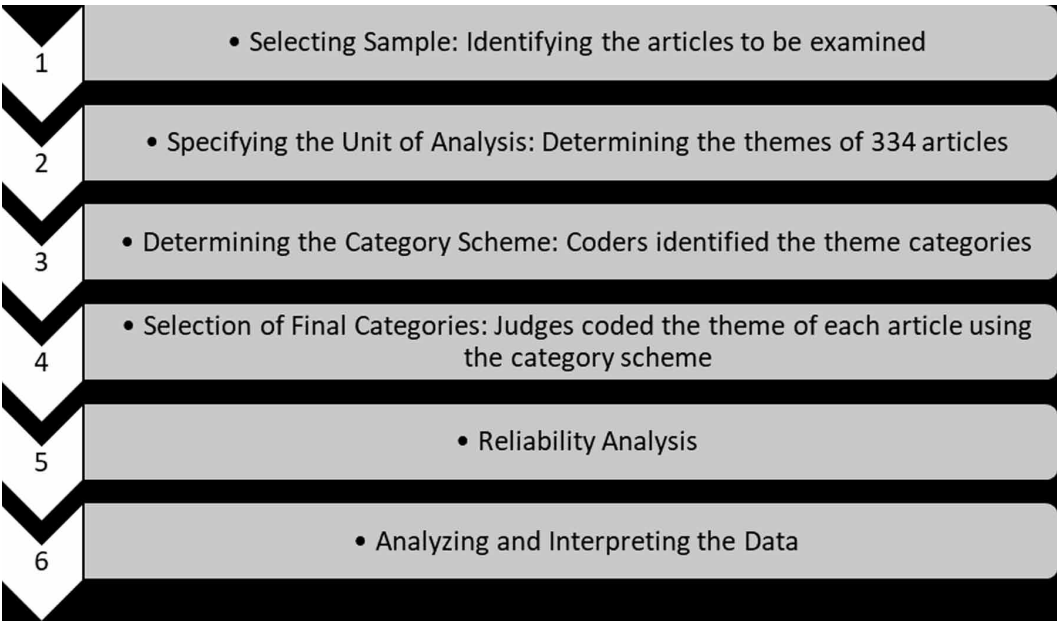 1
• Selecting Sample: Identifying the articles to be examined
2
• Specifying the Unit of Analysis: Determining the themes of 334 articles
3
• Determining the Category Scheme: Coders identified the theme categories
4
• Selection of Final Categories: Judges coded the theme of each article using
the category scheme
5
• Reliability Analysis
6
• Analyzing and Interpreting the Data